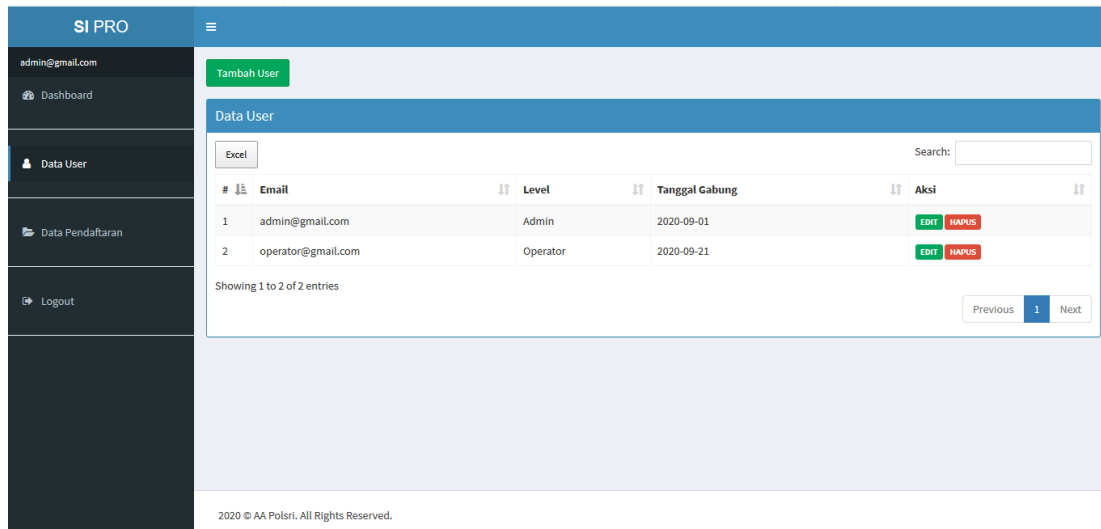 SI PRO
admin@gmail.com
Dashboard
Data User
Data Pendaftaran
Logout
Tambah User
Data User
Excel
Search:
# Email Level Tanggal Gabung Aksi
1 admin@gmail.com Admin 2020-09-01 EDIT HAPUS
2 operator@gmail.com Operator 2020-09-21 EDIT HAPUS
Showing 1 to 2 of 2 entries
Previous 1 Next
2020 © AA Polsri. All Rights Reserved.